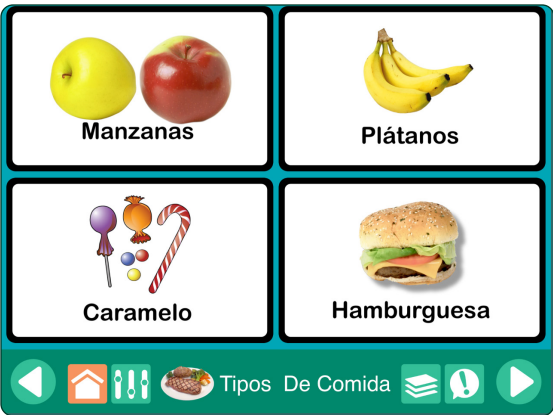 Manzanas
Plátanos
Caramelo
Hamburguesa
Tipos De Comida